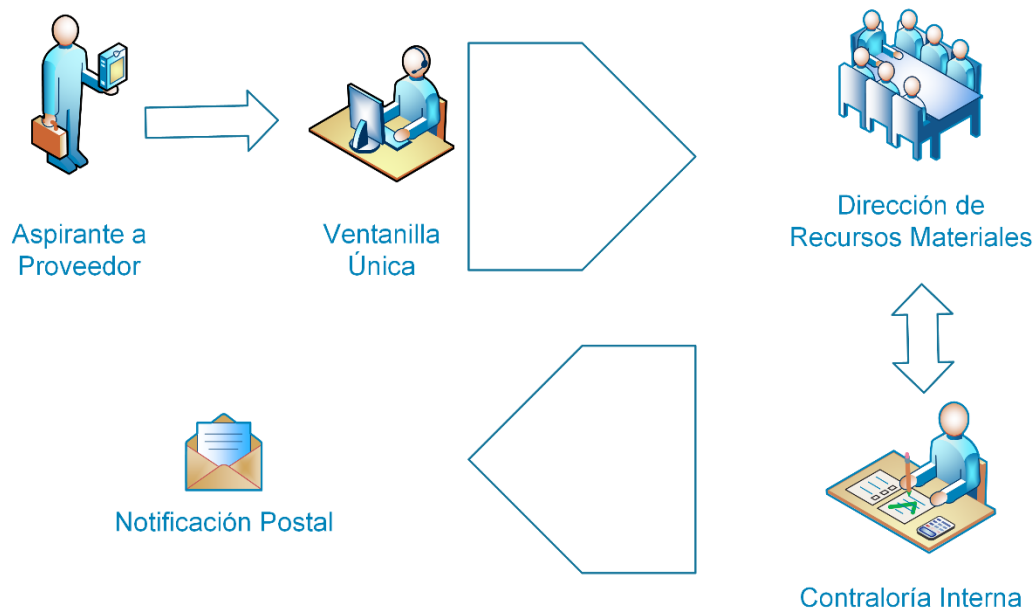 Aspirante a
Proveedor
Ventanilla
Única
Dirección de
Recursos Materiales
Notificación Postal
Contraloría Interna